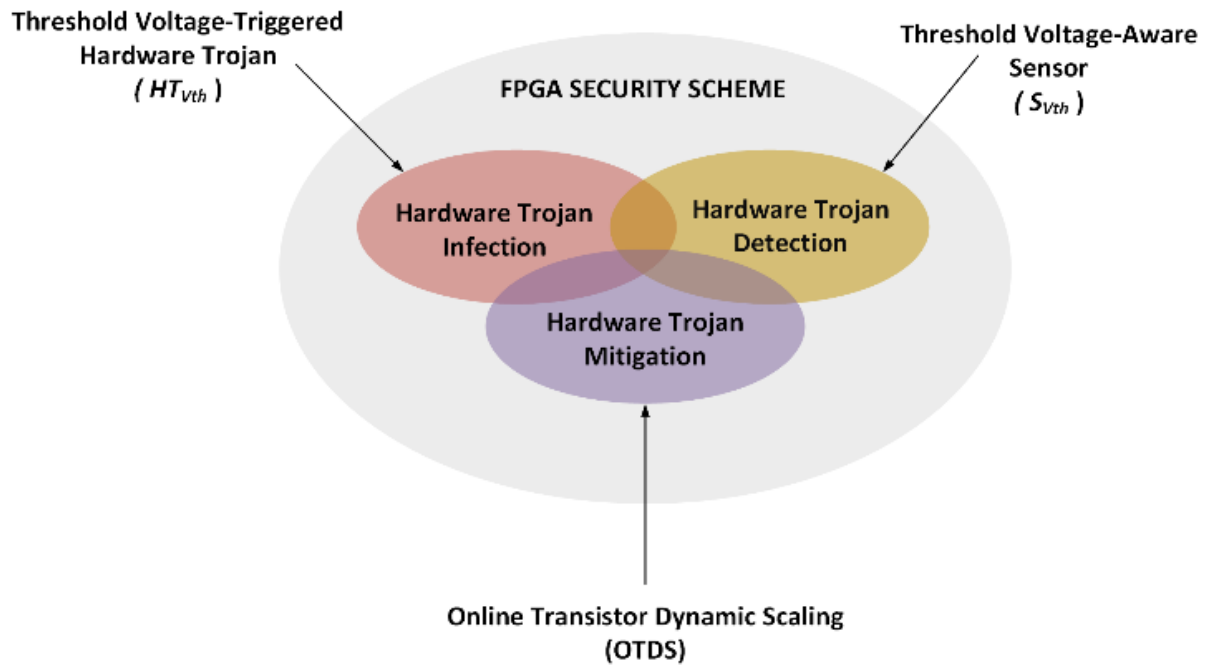 Threshold Voltage-Triggered
Hardware Trojan
( HTVth )
Threshold Voltage-Aware
Sensor
( SVth )
FPGA SECURITY SCHEME
Hardware Trojan
Infection
Hardware Trojan
Detection
Hardware Trojan
Mitigation
Online Transistor Dynamic Scaling
(OTDS)